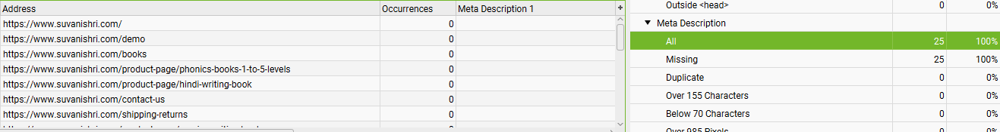 Address Occurrences Meta Description 1 +
https://www.suvanishri.com/ 0
https://www.suvanishri.com/demo 0
https://www.suvanishri.com/books 0
https://www.suvanishri.com/product-page/phonics-books-1-to-5-levels 0
https://www.suvanishri.com/product-page/hindi-writing-book 0
https://www.suvanishri.com/contact-us 0
https://www.suvanishri.com/shipping-returns 0
Outside <head> 0 0%
Meta Description
All 25 100%
Missing 25 100%
Duplicate 0 0%
Over 155 Characters 0 0%
Below 70 Characters 0 0%
Over 985 Pixels 0 0%